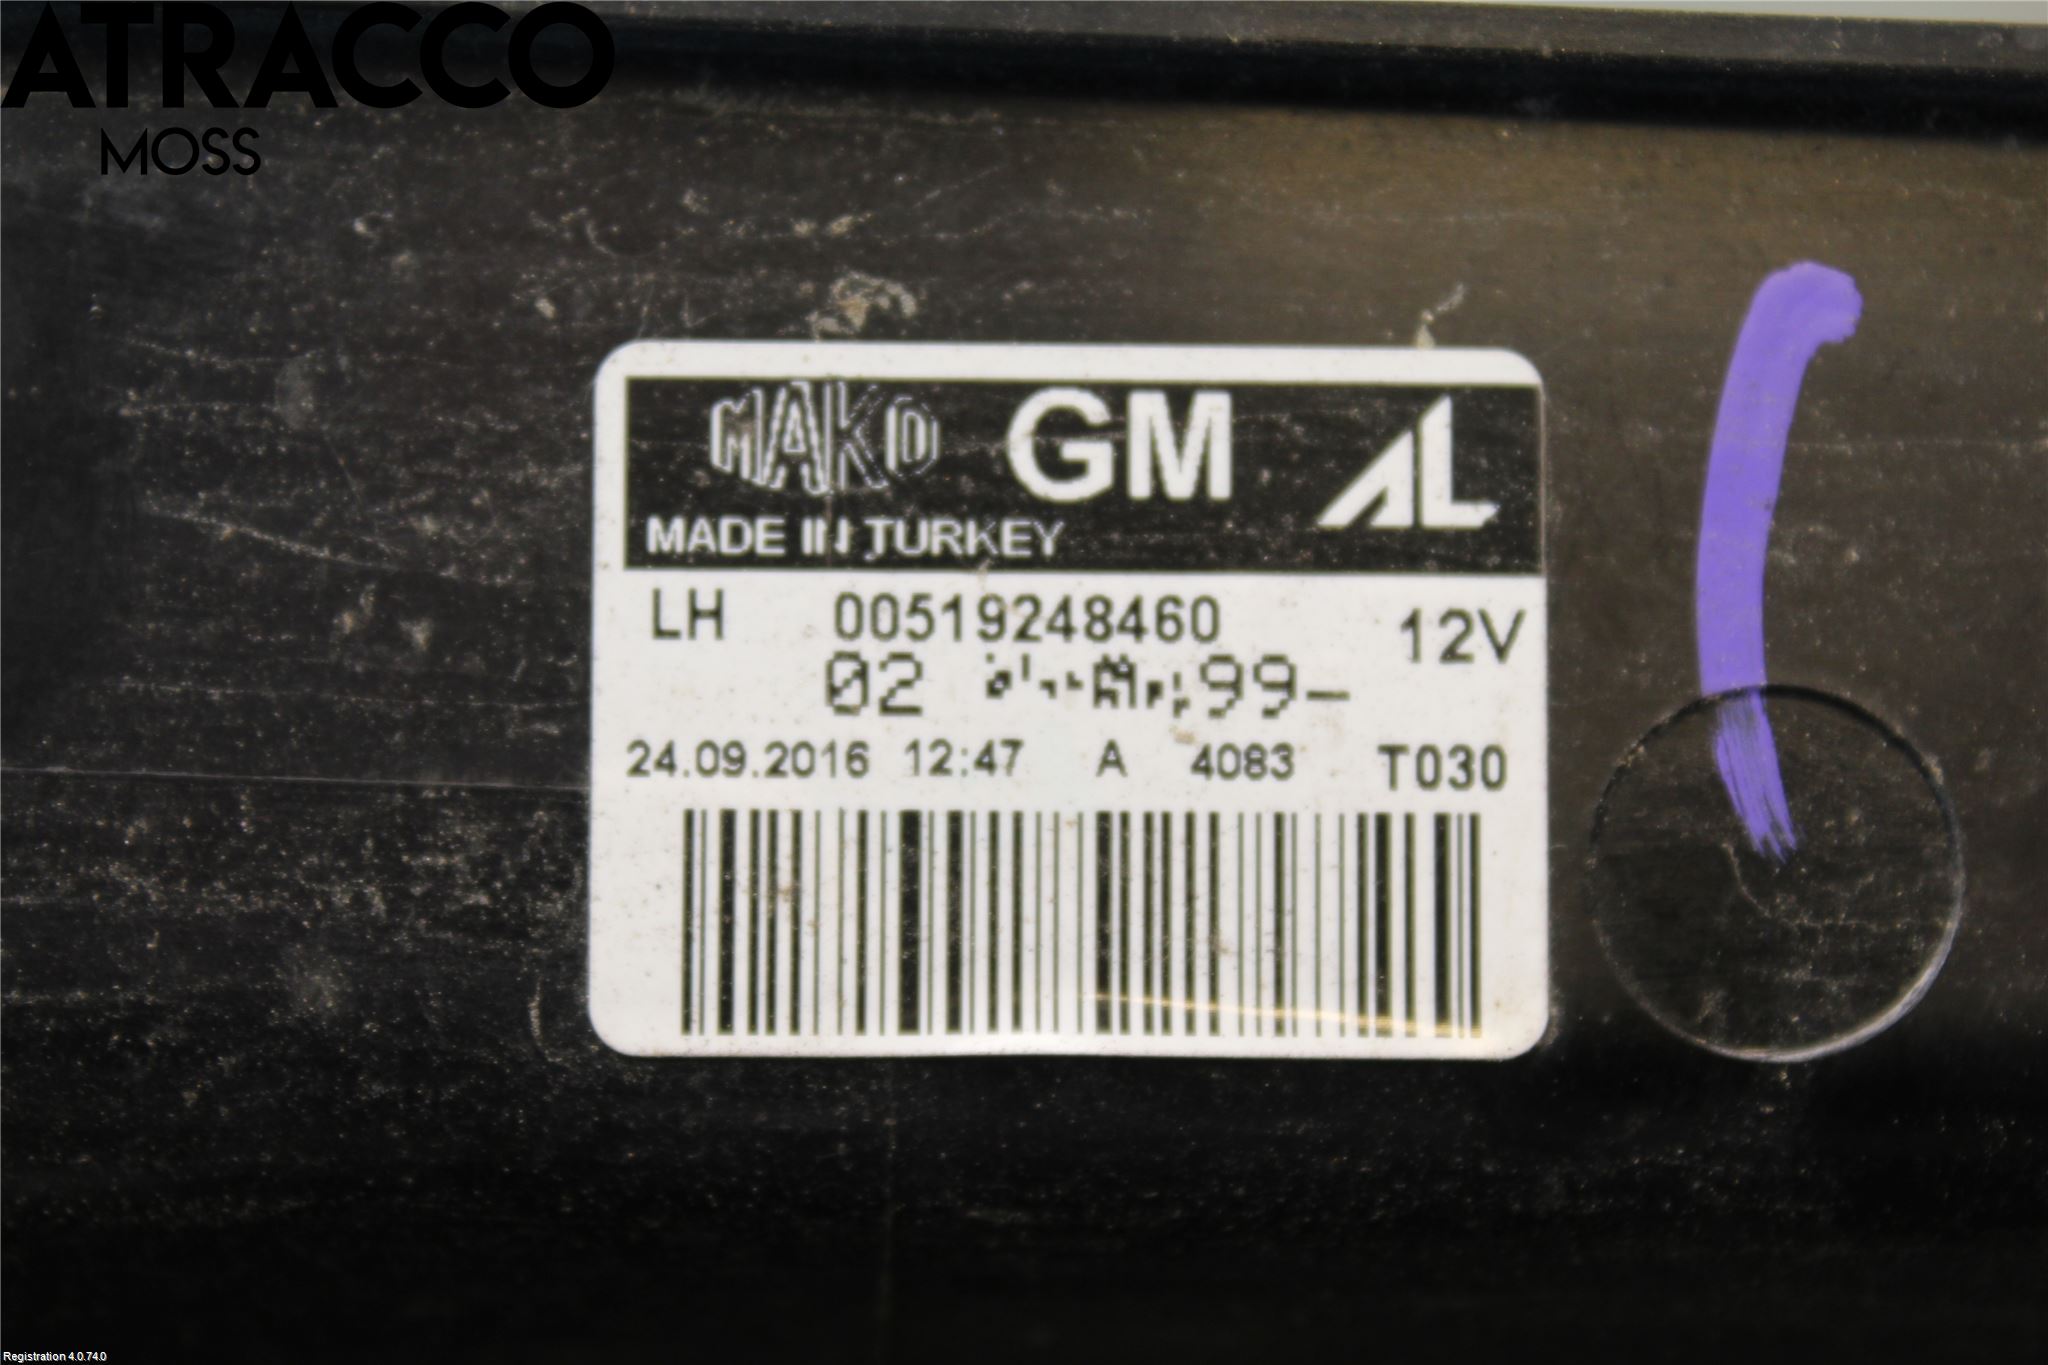 ATRACCO
MOSS
MAKO GM AL
MADE IN TURKEY
LH 00519248460 12V
02 99-
24.09.2016 12:47 A 4083 T030
Registration 4.0.74.0